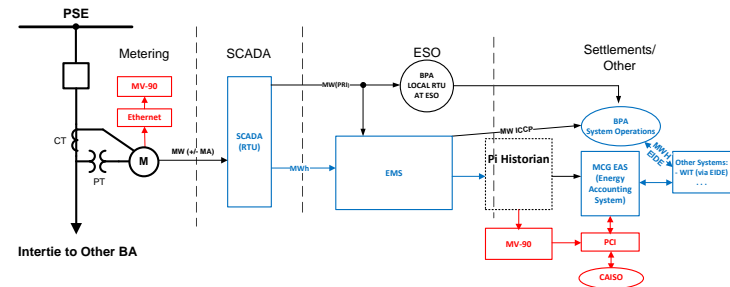 PSE
Metering
SCADA
ESO
Settlements/
Other
MV-90
Ethernet
CT
PT
M
MW (+/- MA)
SCADA
(RTU)
MW(PRI)
MWh
BPA
LOCAL RTU
AT ESO
EMS
MW ICCP
Pi Historian
BPA
System Operations
MWH
EIDE
MCG EAS
(Energy
Accounting
System)
Other Systems:
- WIT (via EIDE)
. . .
MV-90
PCI
CAISO
Intertie to Other BA